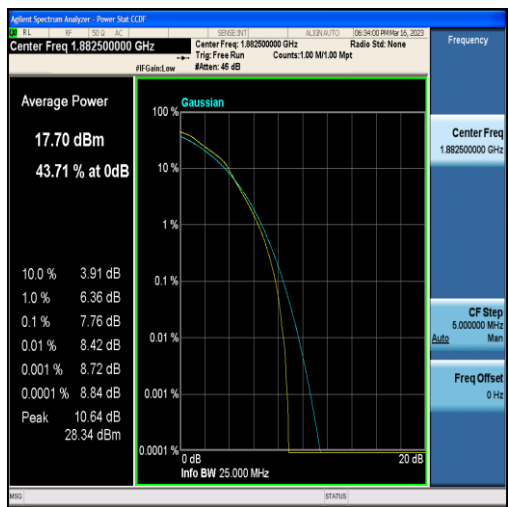 Agilent Spectrum Analyzer - Power Stat CCDF
RL RF 50 Ω AC SENSE:INT ALIGN AUTO 06:34:00 PM Mar 16, 2023
Center Freq 1.882500000 GHz
Center Freq: 1.882500000 GHz Radio Std: None
Trig: Free Run Counts:1.00 M/1.00 Mpt
#IFGain:Low #Atten: 46 dB
Frequency
Average Power
17.70 dBm
43.71 % at 0dB
10.0 % 3.91 dB
1.0 % 6.36 dB
0.1 % 7.76 dB
0.01 % 8.42 dB
0.001 % 8.72 dB
0.0001 % 8.84 dB
Peak 10.64 dB
28.34 dBm
Gaussian
100 %
10 %
1 %
0.1 %
0.01 %
0.001 %
0.0001 %
0 dB 20 dB
Info BW 25.000 MHz
Center Freq
1.882500000 GHz
CF Step
5.000000 MHz
Auto Man
Freq Offset
0 Hz
MSG STATUS